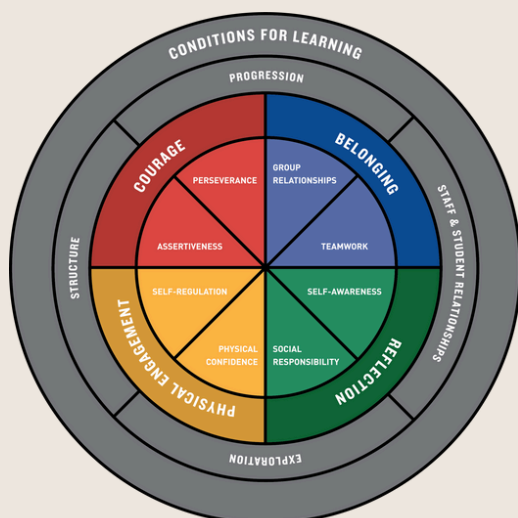 CONDITIONS FOR LEARNING
PROGRESSION
COURAGE
BELONGING
PERSEVERANCE
GROUP
RELATIONSHIPS
ASSERTIVENESS
TEAMWORK
STRUCTURE
STAFF & STUDENT RELATIONSHIPS
SELF-REGULATION
SELF-AWARENESS
PHYSICAL
CONFIDENCE
SOCIAL
RESPONSIBILITY
PHYSICAL ENGAGEMENT
REFLECTION
EXPLORATION